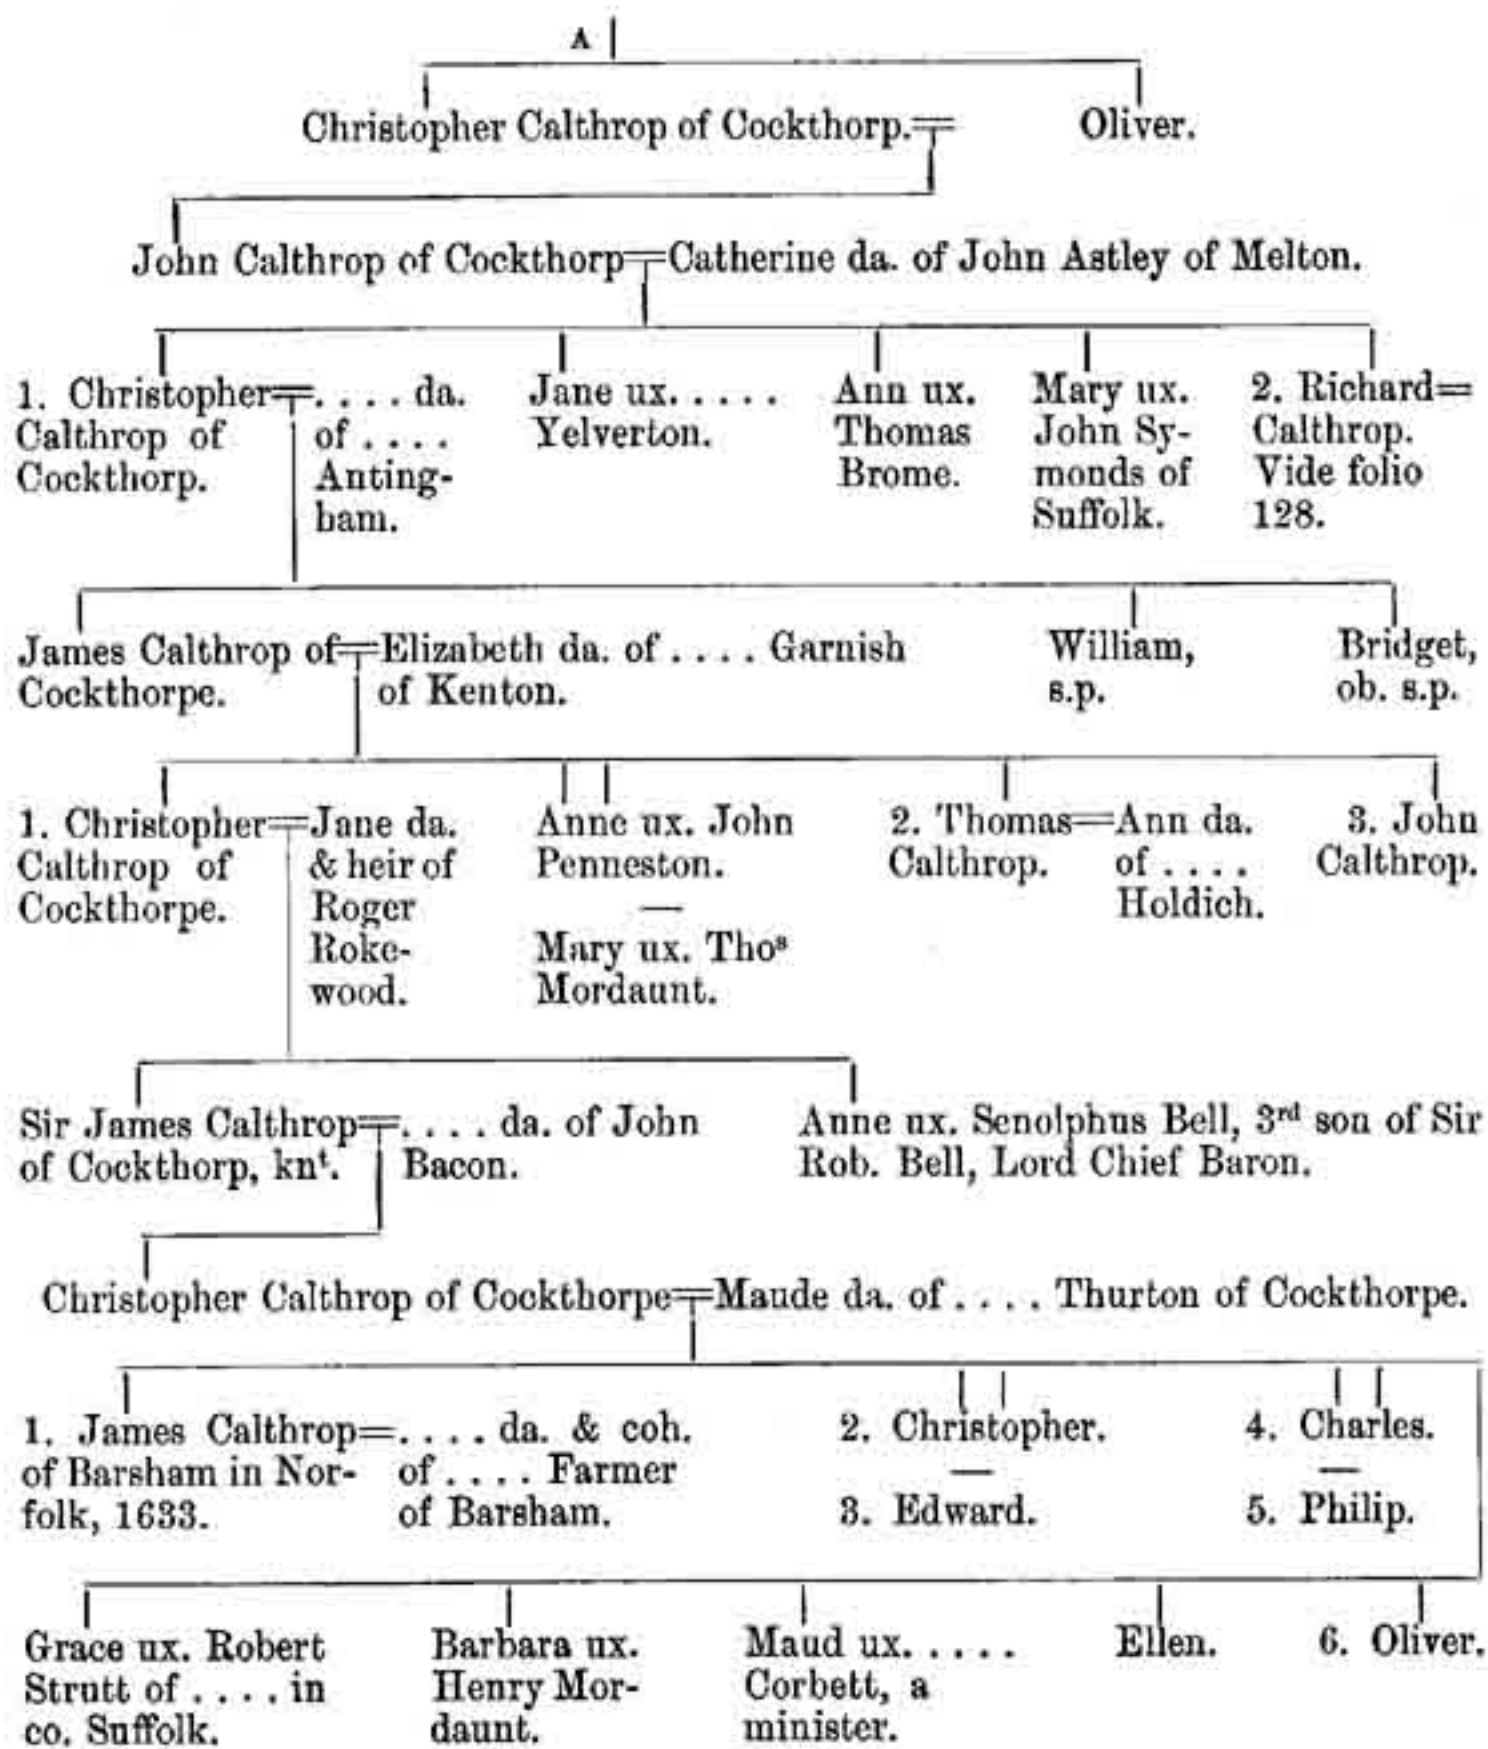 A
Christopher Calthrop of Cockthorp.
Oliver.
John Calthrop of Cockthorp=Catherine da. of John Astley of Melton.
1. Christopher=. . . . da.
Calthrop of
Cockthorp.
of . . . .
Anting-
ham.
Jane ux. . . . .
Yelverton.
Ann ux.
Thomas
Brome.
Mary ux.
John Sy-
monds of
Suffolk.
2. Richard=
Calthrop.
Vide folio
128.
James Calthrop of=Elizabeth da. of . . . . Garnish
Cockthorpe.
of Kenton.
William,
s.p.
Bridget,
ob. s.p.
1. Christopher=Jane da.
Calthrop of
Cockthorpe.
& heir of
Roger
Roke-
wood.
Anne ux. John
Penneston.
—
Mary ux. Thoˢ
Mordaunt.
2. Thomas=Ann da.
Calthrop.
of . . . .
Holdich.
3. John
Calthrop.
Sir James Calthrop=. . . . da. of John
of Cockthorp, knᵗ.
Bacon.
Anne ux. Senolphus Bell, 3ʳᵈ son of Sir
Rob. Bell, Lord Chief Baron.
Christopher Calthrop of Cockthorpe=Maude da. of . . . . Thurton of Cockthorpe.
1. James Calthrop=. . . . da. & coh.
of Barsham in Nor-
folk, 1633.
of . . . . Farmer
of Barsham.
2. Christopher.
—
3. Edward.
4. Charles.
—
5. Philip.
Grace ux. Robert
Strutt of . . . . in
co. Suffolk.
Barbara ux.
Henry Mor-
daunt.
Maud ux. . . . .
Corbett, a
minister.
Ellen.
6. Oliver.